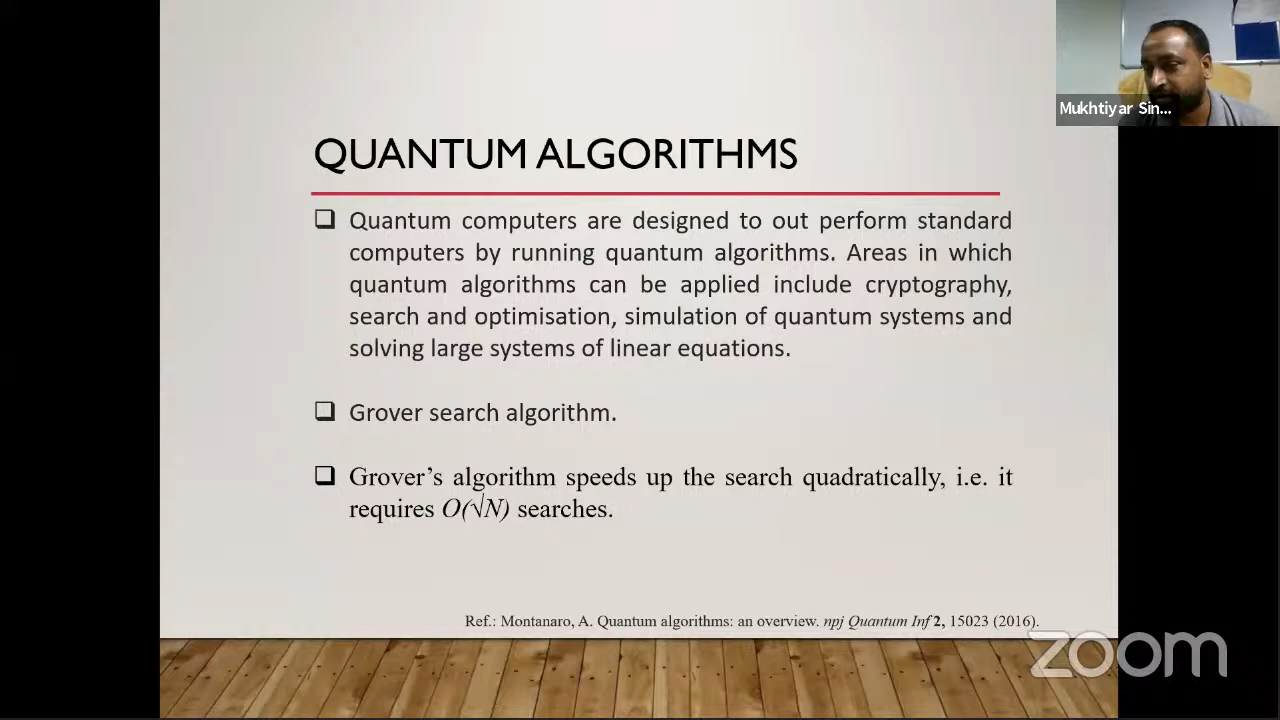 Mukhtiyar Sin...
QUANTUM ALGORITHMS
Quantum computers are designed to out perform standard
computers by running quantum algorithms. Areas in which
quantum algorithms can be applied include cryptography,
search and optimisation, simulation of quantum systems and
solving large systems of linear equations.
Grover search algorithm.
Grover’s algorithm speeds up the search quadratically, i.e. it
requires O(√N) searches.
Ref.: Montanaro, A. Quantum algorithms: an overview. npj Quantum Inf 2, 15023 (2016).
zoom